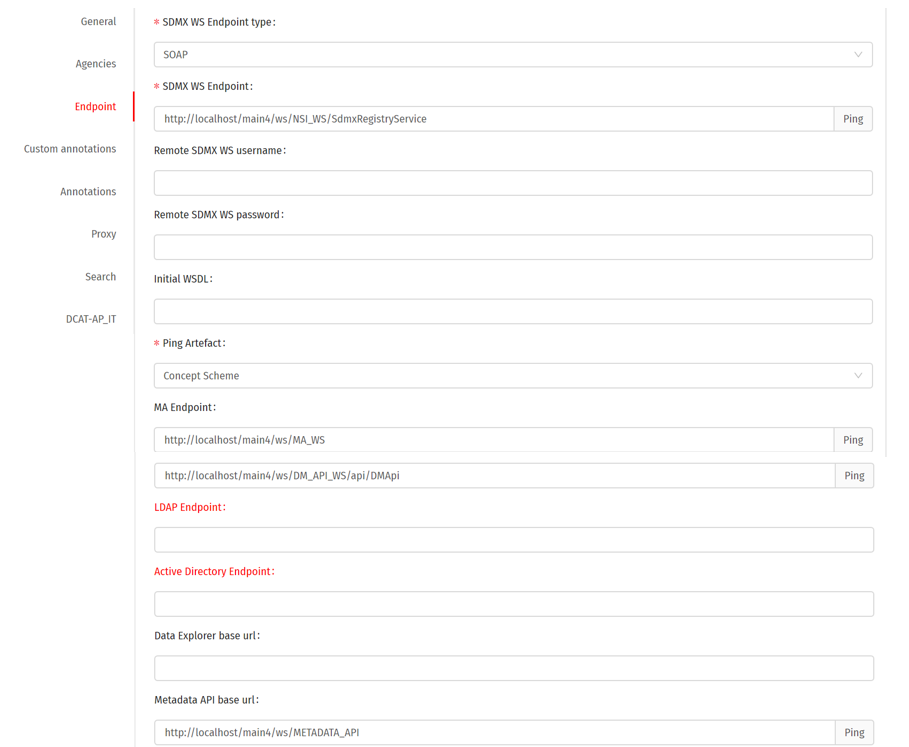 General
Agencies
Endpoint
Custom annotations
Annotations
Proxy
Search
DCAT-AP_IT
* SDMX WS Endpoint type:
SOAP
* SDMX WS Endpoint:
http://localhost/main4/ws/NSI_WS/SdmxRegistryService Ping
Remote SDMX WS username:
Remote SDMX WS password:
Initial WSDL:
* Ping Artefact:
Concept Scheme
MA Endpoint:
http://localhost/main4/ws/MA_WS Ping
http://localhost/main4/ws/DM_API_WS/api/DMApi Ping
LDAP Endpoint:
Active Directory Endpoint:
Data Explorer base url:
Metadata API base url:
http://localhost/main4/ws/METADATA_API Ping